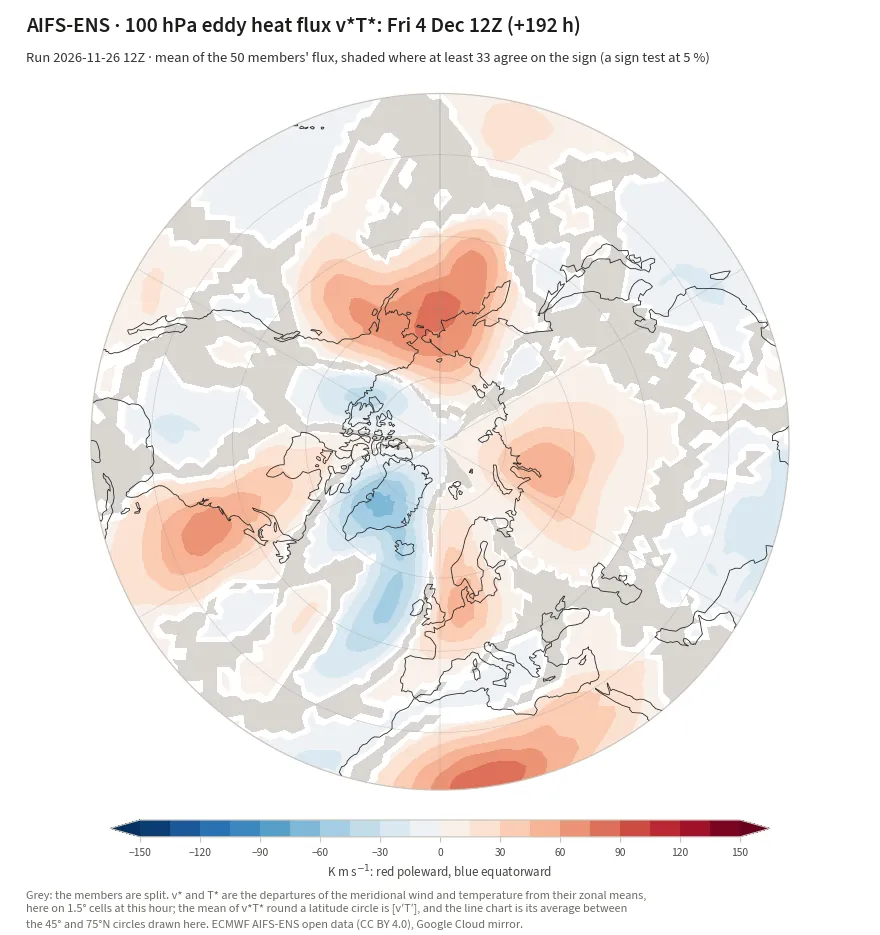 AIFS-ENS · 100 hPa eddy heat flux v*T*: Fri 4 Dec 12Z (+192 h)
Run 2026-11-26 12Z · mean of the 50 members' flux, shaded where at least 33 agree on the sign (a sign test at 5 %)
−150 −120 −90 −60 −30 0 30 60 90 120 150
K m s⁻¹: red poleward, blue equatorward
Grey: the members are split. v* and T* are the departures of the meridional wind and temperature from their zonal means,
here on 1.5° cells at this hour; the mean of v*T* round a latitude circle is [v′T′], and the line chart is its average between
the 45° and 75°N circles drawn here. ECMWF AIFS-ENS open data (CC BY 4.0), Google Cloud mirror.